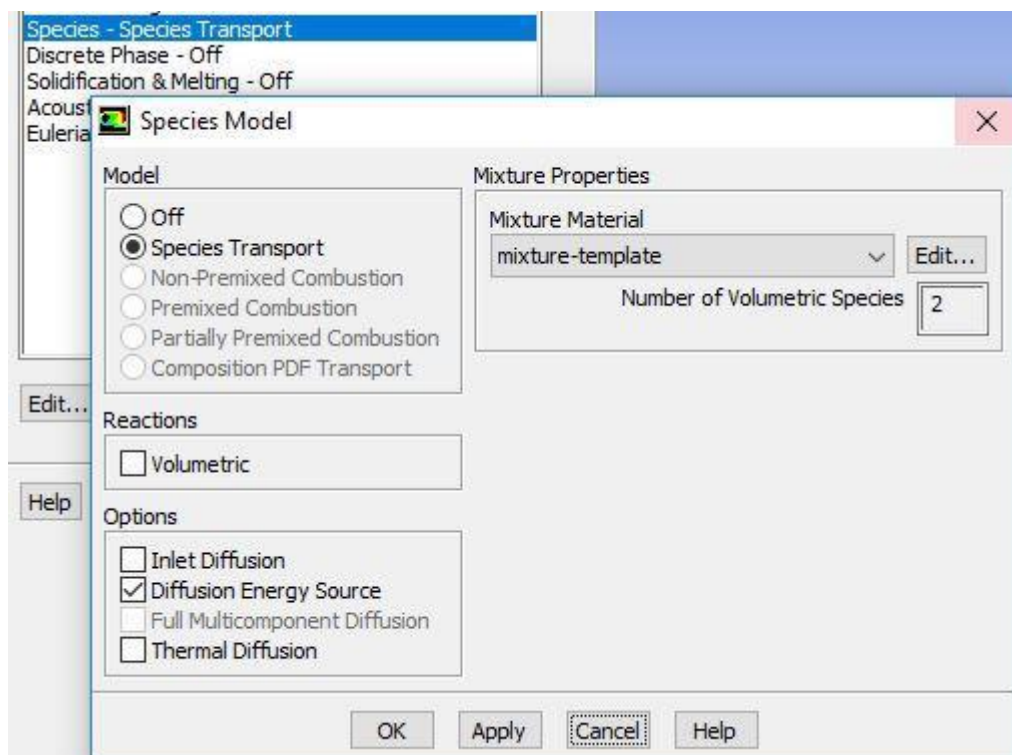 Species - Species Transport
Discrete Phase - Off
Solidification & Melting - Off
Acoust
Euleria
Species Model
Model
Off
Species Transport
Non-Premixed Combustion
Premixed Combustion
Partially Premixed Combustion
Composition PDF Transport
Mixture Properties
Mixture Material
mixture-template
Edit...
Number of Volumetric Species
2
Edit...
Reactions
Volumetric
Help
Options
Inlet Diffusion
Diffusion Energy Source
Full Multicomponent Diffusion
Thermal Diffusion
OK
Apply
Cancel
Help